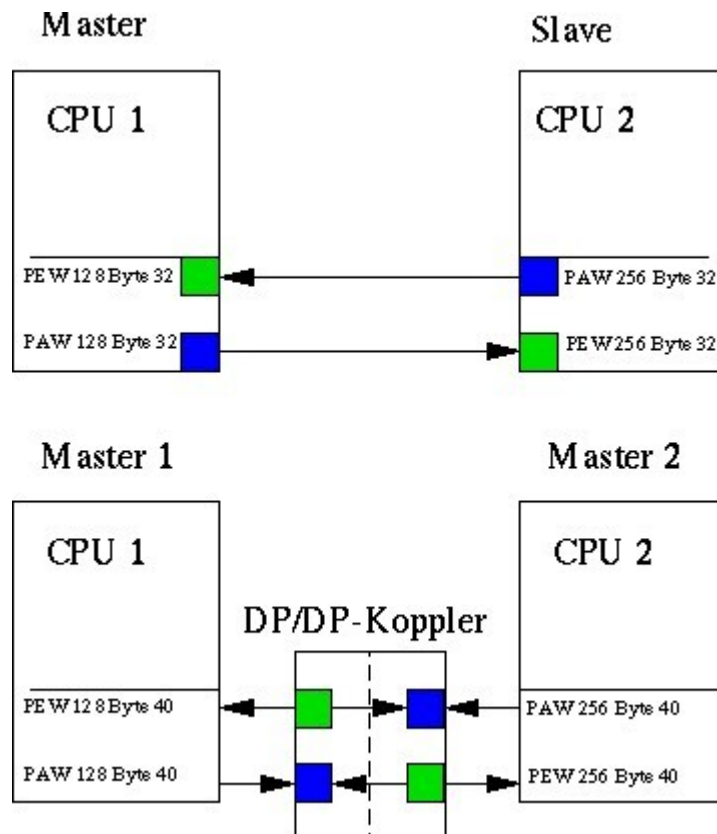 Master
Slave
CPU 1
CPU 2
PEW 128 Byte 32
PAW 256 Byte 32
PAW 128 Byte 32
PEW 256 Byte 32
Master 1
Master 2
CPU 1
CPU 2
DP/DP-Koppler
PEW 128 Byte 40
PAW 256 Byte 40
PAW 128 Byte 40
PEW 256 Byte 40